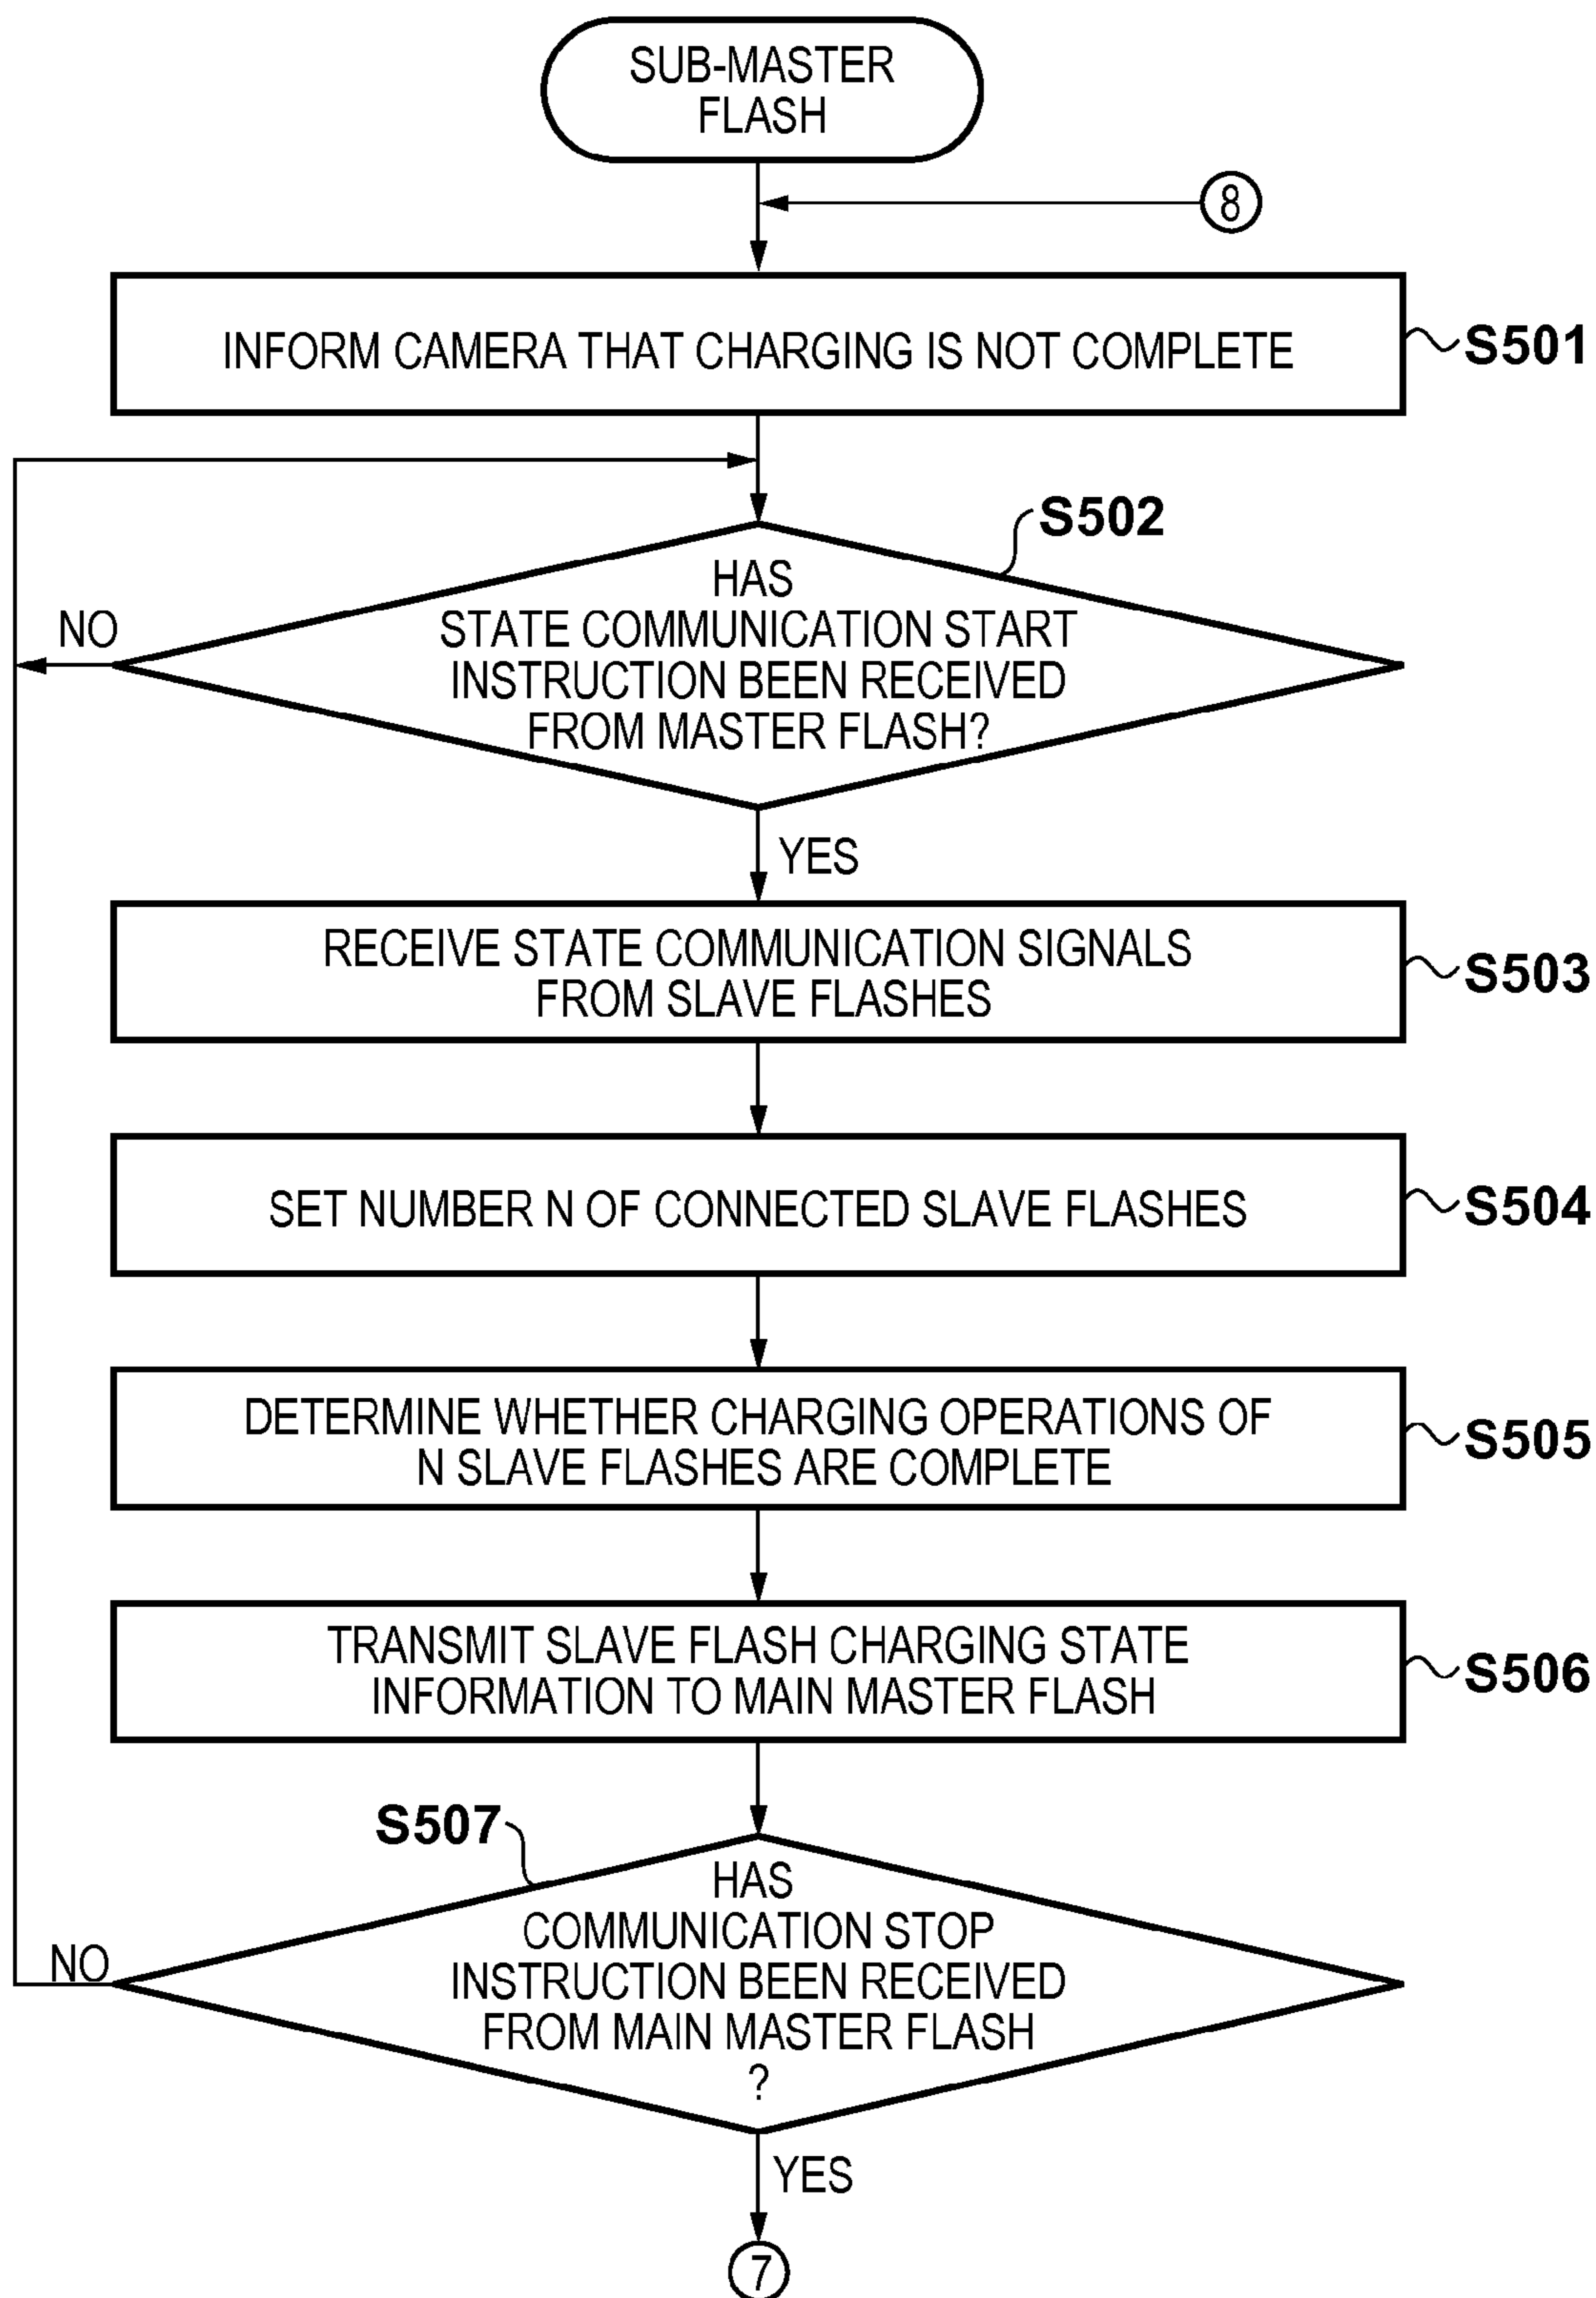 SUB-MASTER
FLASH
8
INFORM CAMERA THAT CHARGING IS NOT COMPLETE
S501
S502
HAS
STATE COMMUNICATION START
INSTRUCTION BEEN RECEIVED
FROM MASTER FLASH?
NO
YES
RECEIVE STATE COMMUNICATION SIGNALS
FROM SLAVE FLASHES
S503
SET NUMBER N OF CONNECTED SLAVE FLASHES
S504
DETERMINE WHETHER CHARGING OPERATIONS OF
N SLAVE FLASHES ARE COMPLETE
S505
TRANSMIT SLAVE FLASH CHARGING STATE
INFORMATION TO MAIN MASTER FLASH
S506
S507
HAS
COMMUNICATION STOP
INSTRUCTION BEEN RECEIVED
FROM MAIN MASTER FLASH
?
NO
YES
7